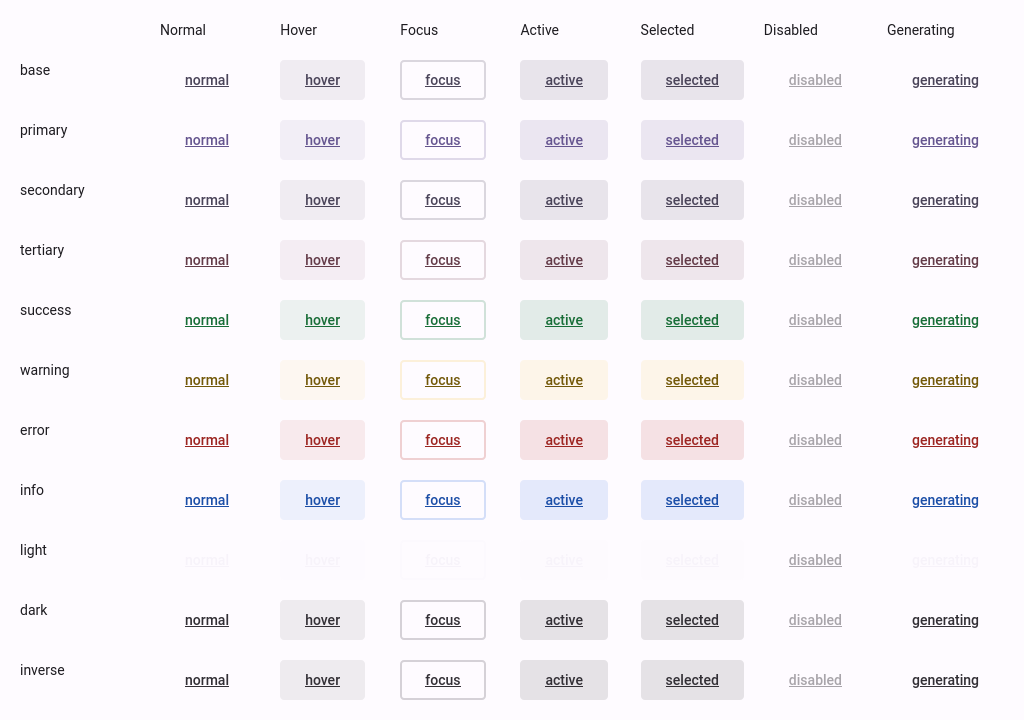 Normal Hover Focus Active Selected Disabled Generating
base normal hover focus active selected disabled generating
primary normal hover focus active selected disabled generating
secondary normal hover focus active selected disabled generating
tertiary normal hover focus active selected disabled generating
success normal hover focus active selected disabled generating
warning normal hover focus active selected disabled generating
error normal hover focus active selected disabled generating
info normal hover focus active selected disabled generating
light normal hover focus active selected disabled generating
dark normal hover focus active selected disabled generating
inverse normal hover focus active selected disabled generating